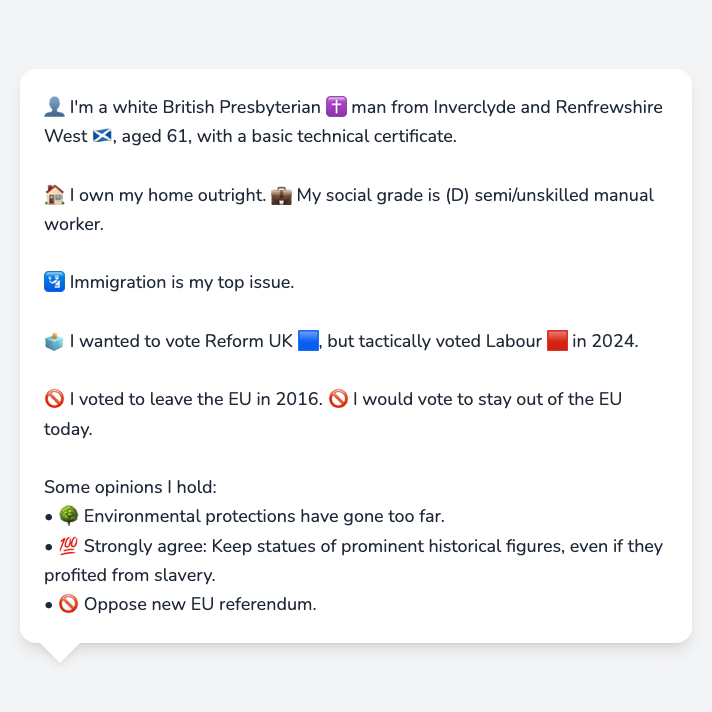 👤 I'm a white British Presbyterian ✝️ man from Inverclyde and Renfrewshire
West 🏴󠁧󠁢󠁳󠁣󠁴󠁿, aged 61, with a basic technical certificate.
🏠 I own my home outright. 💼 My social grade is (D) semi/unskilled manual
worker.
🛂 Immigration is my top issue.
🗳️ I wanted to vote Reform UK 🟦, but tactically voted Labour 🟥 in 2024.
🚫 I voted to leave the EU in 2016. 🚫 I would vote to stay out of the EU
today.
Some opinions I hold:
• 🌳 Environmental protections have gone too far.
• 💯 Strongly agree: Keep statues of prominent historical figures, even if they
profited from slavery.
• 🚫 Oppose new EU referendum.